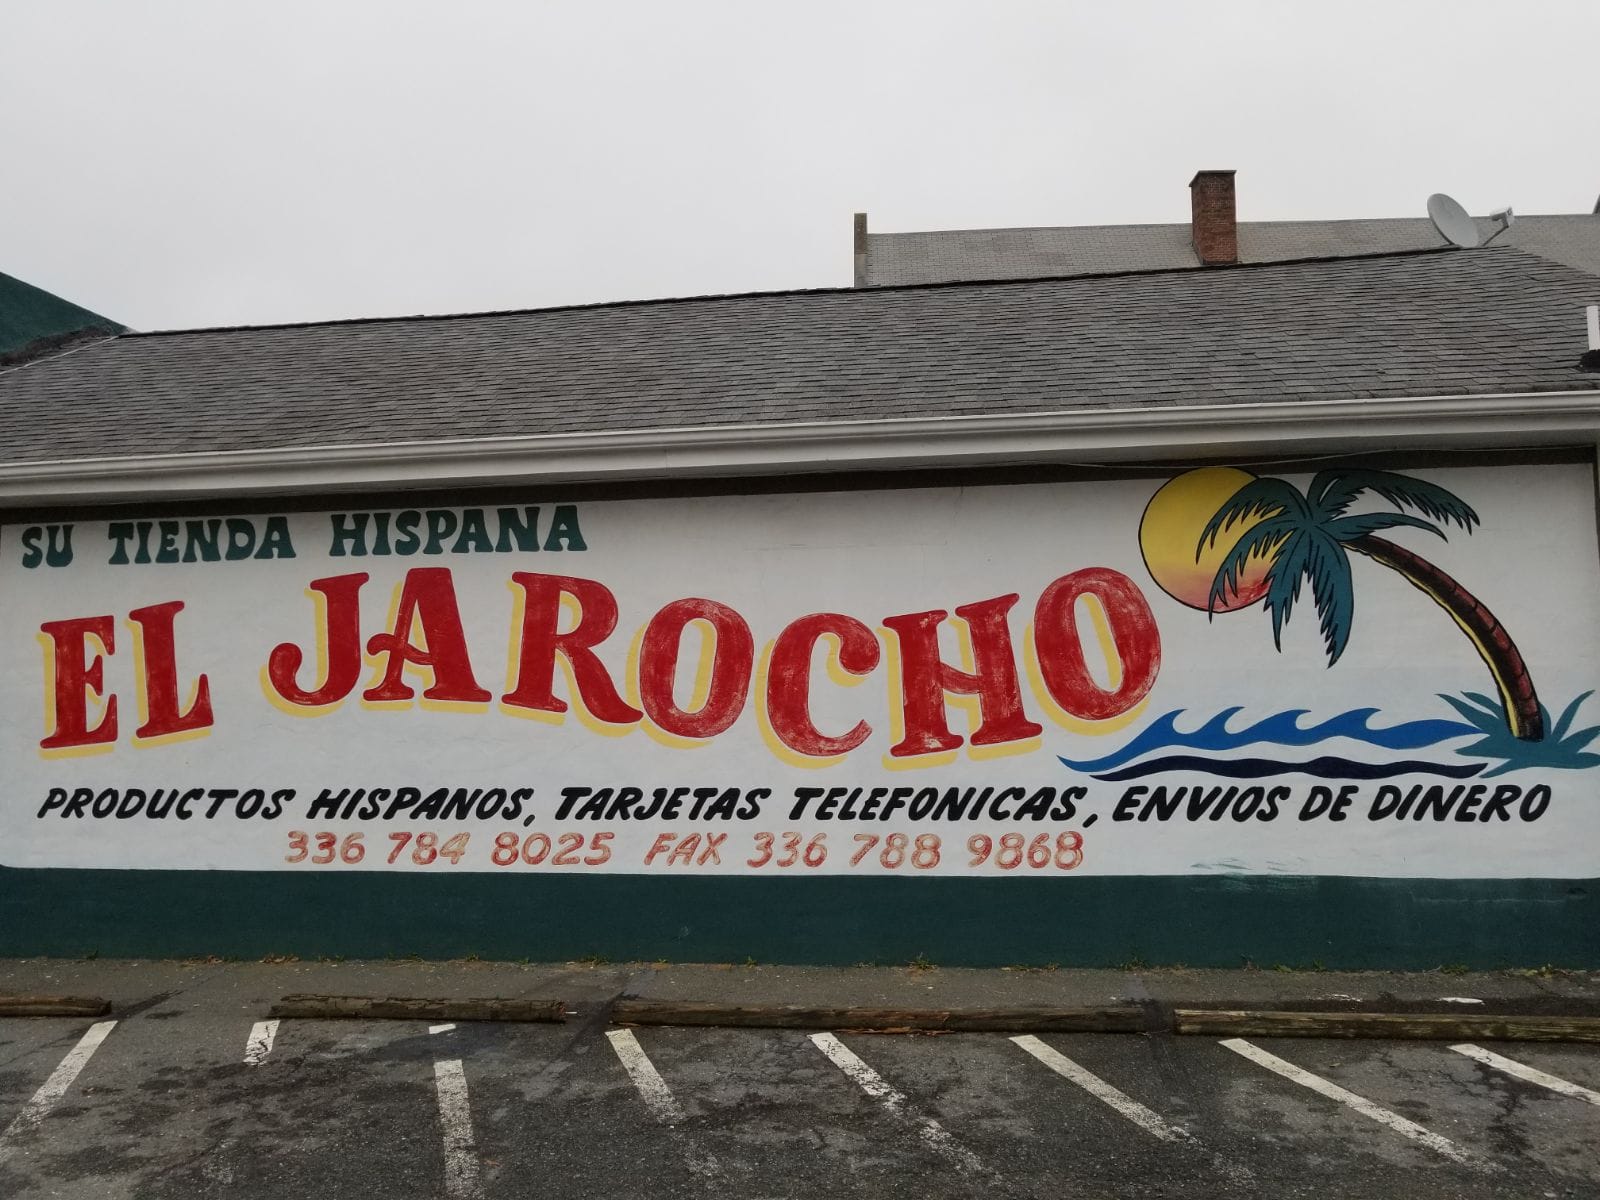 SU TIENDA HISPANA
EL JAROCHO
PRODUCTOS HISPANOS, TARJETAS TELEFONICAS, ENVIOS DE DINERO
336 784 8025 FAX 336 788 9868